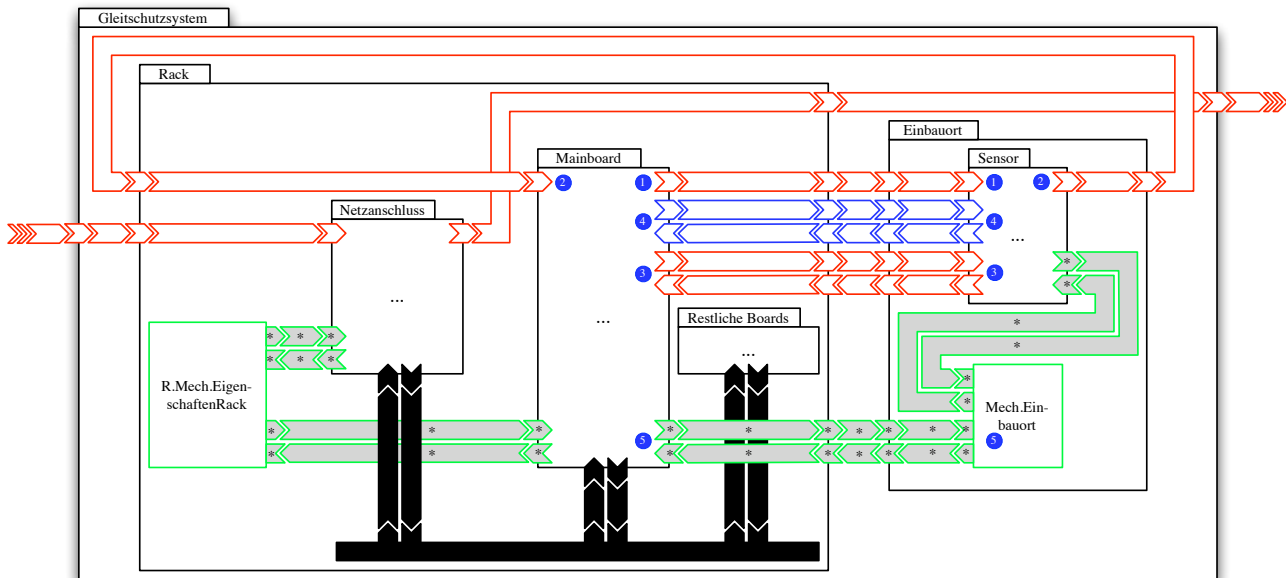 Gleitschutzsystem
Rack
Einbauort
Mainboard
Sensor
2
1
1
2
Netzanschluss
4
4
...
3
3
*
*
...
...
Restliche Boards
...
*
*
* * *
* * *
R.Mech.Eigen-
schaftenRack
*
*
Mech.Ein-
bauort
* * *
* * *
5
5
* * * * * * *
* * * * * * *